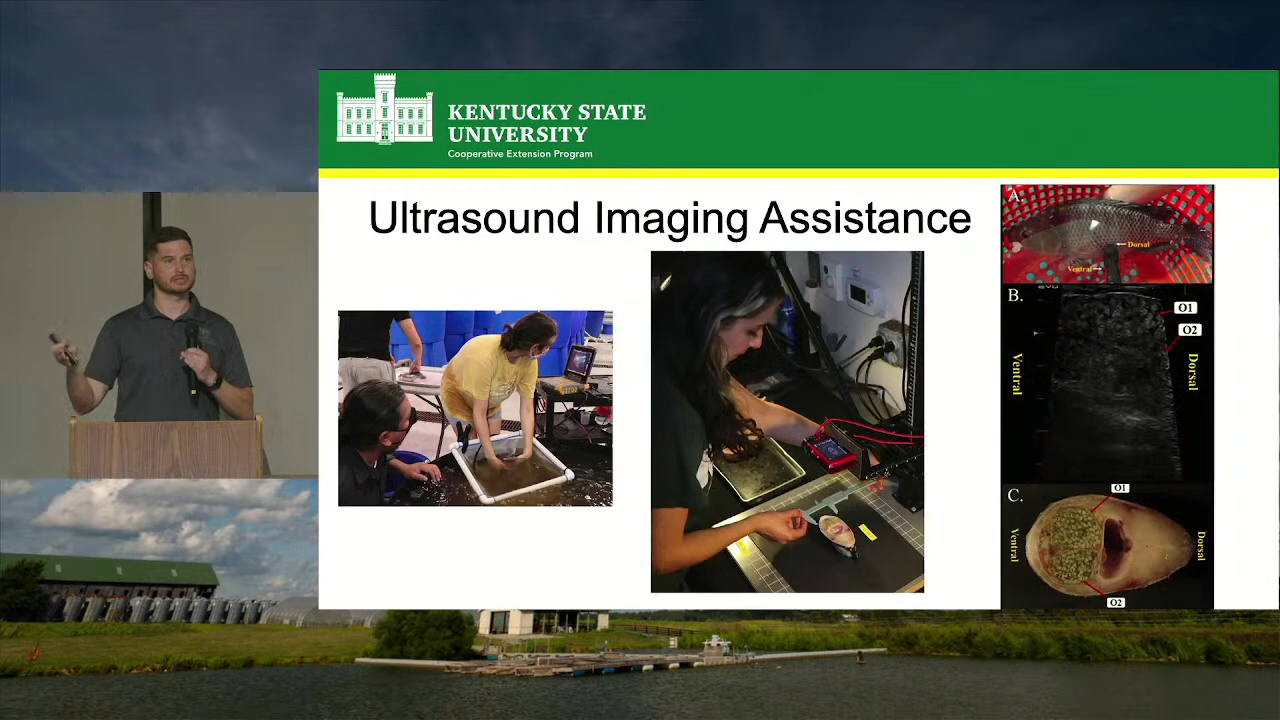 KENTUCKY STATE
UNIVERSITY
Cooperative Extension Program
Ultrasound Imaging Assistance
A.
Dorsal
Ventral
B.
O1
O2
Ventral
Dorsal
C.
O1
Ventral
Dorsal
O2